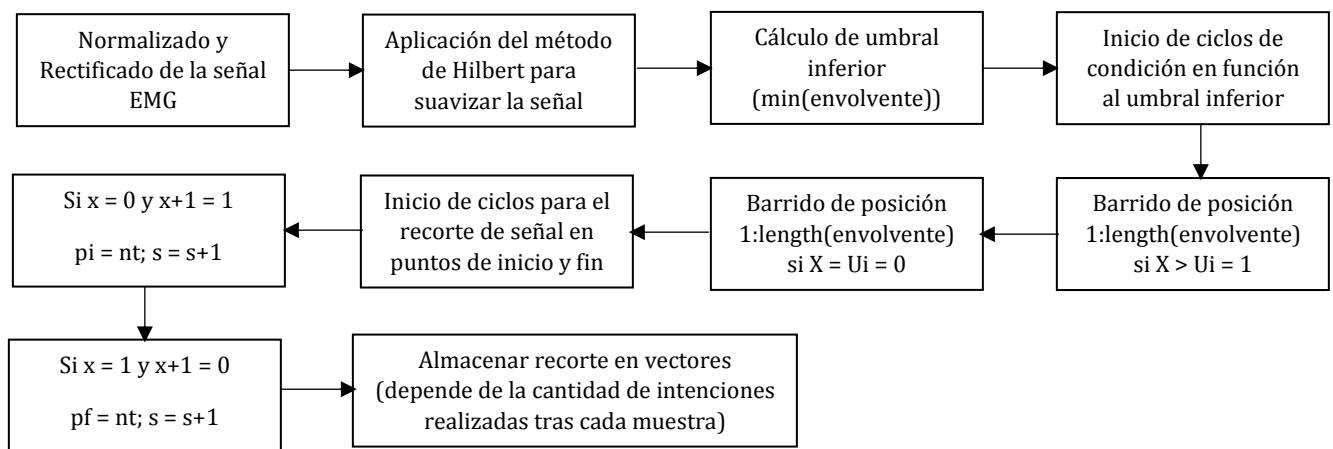 Normalizado y
Rectificado de la señal
EMG
Aplicación del método
de Hilbert para
suavizar la señal
Cálculo de umbral
inferior
(min(envolvente))
Inicio de ciclos de
condición en función
al umbral inferior
Barrido de posición
1:length(envolvente)
si X > Ui = 1
Barrido de posición
1:length(envolvente)
si X = Ui = 0
Inicio de ciclos para el
recorte de señal en
puntos de inicio y fin
Si x = 0 y x+1 = 1
pi = nt; s = s+1
Si x = 1 y x+1 = 0
pf = nt; s = s+1
Almacenar recorte en vectores
(depende de la cantidad de intenciones
realizadas tras cada muestra)